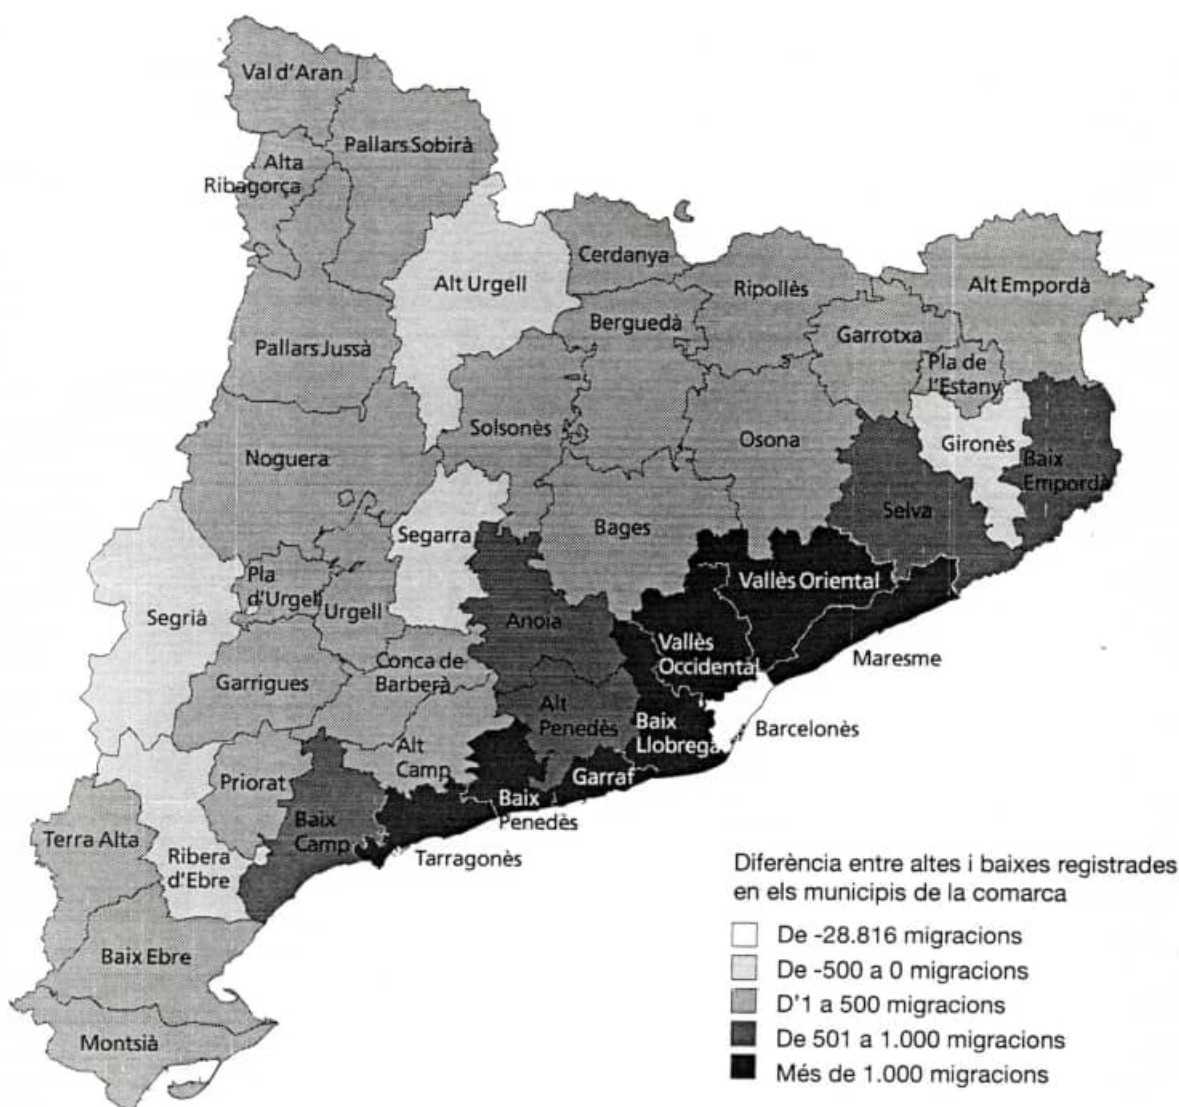 Val d'Aran
Pallars Sobirà
Alta
Ribagorça
Alt Urgell
Cerdanya
Ripollès
Alt Empordà
Berguedà
Garrotxa
Pallars Jussà
Pla de
l'Estany
Solsonès
Osona
Gironès
Noguera
Baix
Empordà
Bages
Selva
Segarra
Pla
d'Urgell
Vallès Oriental
Urgell
Segrià
Anoia
Vallès
Occidental
Maresme
Conca de
Barberà
Garrigues
Alt
Penedès
Baix
Llobregat
Barcelonès
Alt
Camp
Priorat
Garraf
Baix
Penedès
Baix
Camp
Terra Alta
Tarragonès
Ribera
d'Ebre
Baix Ebre
Montsià
Diferència entre altes i baixes registrades
en els municipis de la comarca
De -28.816 migracions
De -500 a 0 migracions
D'1 a 500 migracions
De 501 a 1.000 migracions
Més de 1.000 migracions